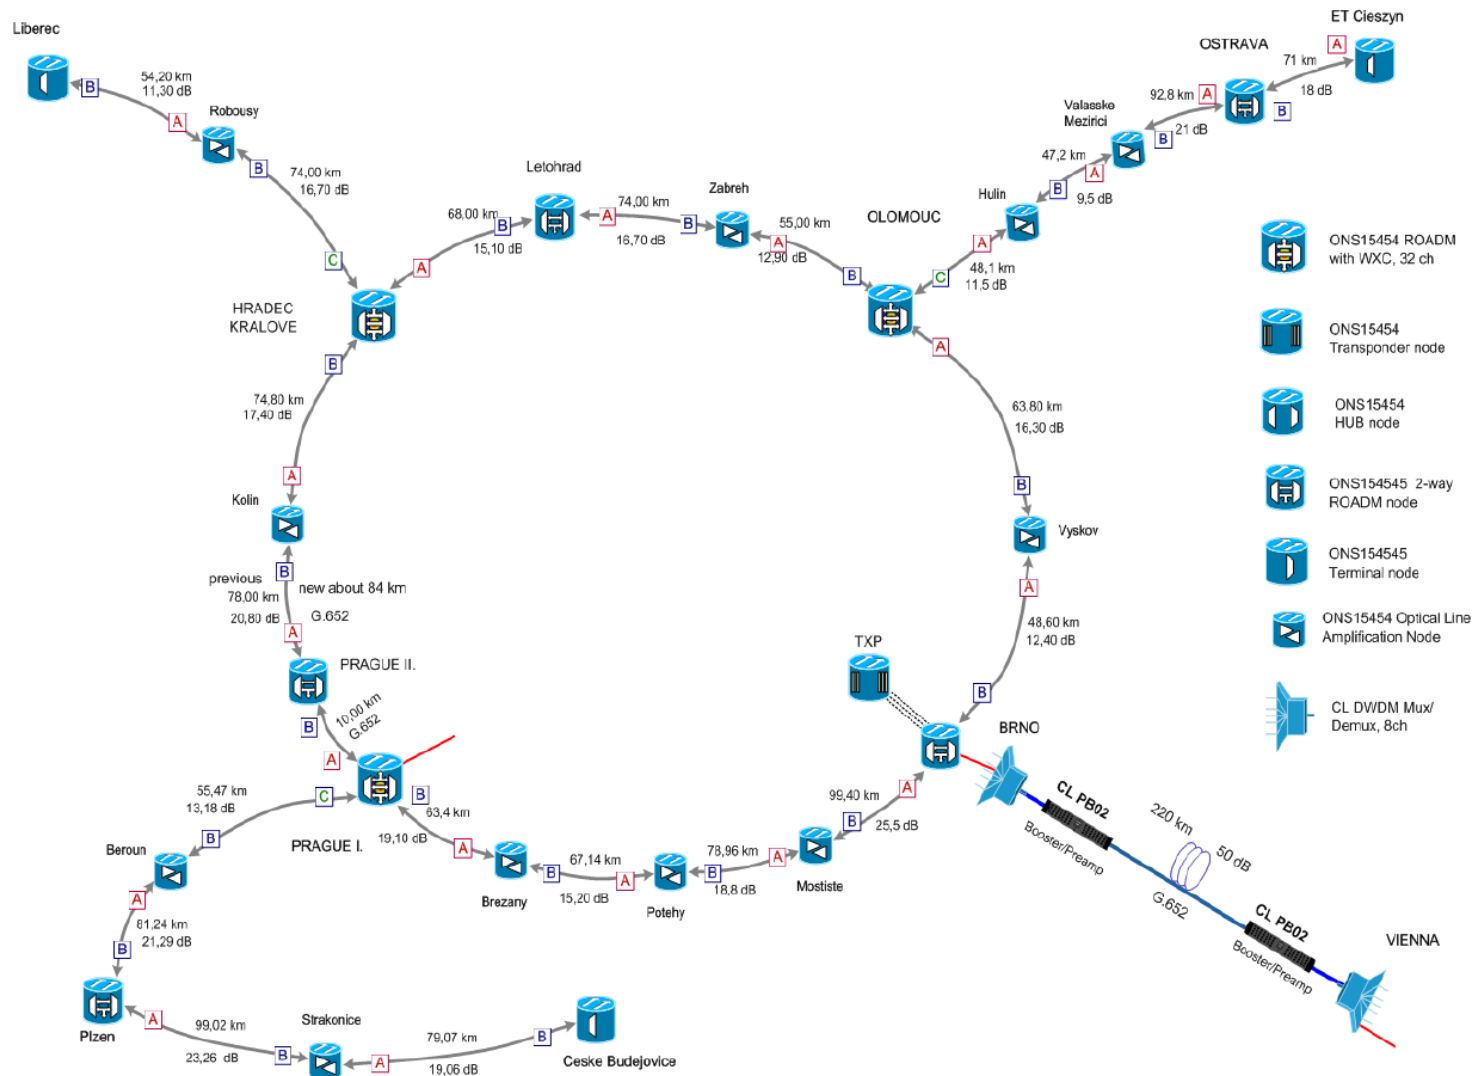 Liberec
B
54,20 km
11,30 dB
A
Robousy
B
74,00 km
16,70 dB
C
HRADEC
KRALOVE
A
68,00 km
15,10 dB
B
Letohrad
A
74,00 km
16,70 dB
B
Zabreh
A
55,00 km
12,90 dB
B
OLOMOUC
C
48,1 km
11,5 dB
A
Hulin
B
47,2 km
9,5 dB
A
Valasske
Mezirici
B
92,8 km
21 dB
A
OSTRAVA
B
71 km
18 dB
A
ET Cieszyn
A
63,80 km
16,30 dB
B
Vyskov
A
48,60 km
12,40 dB
B
BRNO
TXP
B
74,80 km
17,40 dB
A
Kolin
B
previous
78,00 km
20,80 dB
new about 84 km
G.652
A
PRAGUE II.
B
10,00 km
G.652
A
PRAGUE I.
C
55,47 km
13,18 dB
B
Beroun
A
81,24 km
21,29 dB
B
Plzen
A
99,02 km
23,26 dB
B
Strakonice
A
79,07 km
19,06 dB
B
Ceske Budejovice
B
63,4 km
19,10 dB
A
Brezany
B
67,14 km
15,20 dB
A
Potehy
B
78,96 km
18,8 dB
A
Mostiste
B
99,40 km
25,5 dB
A
CL PB02
Booster/Preamp
220 km
50 dB
G.652
CL PB02
Booster/Preamp
VIENNA
ONS15454 ROADM
with WXC, 32 ch
ONS15454
Transponder node
ONS15454
HUB node
ONS154545 2-way
ROADM node
ONS154545
Terminal node
ONS15454 Optical Line
Amplification Node
CL DWDM Mux/
Demux, 8ch